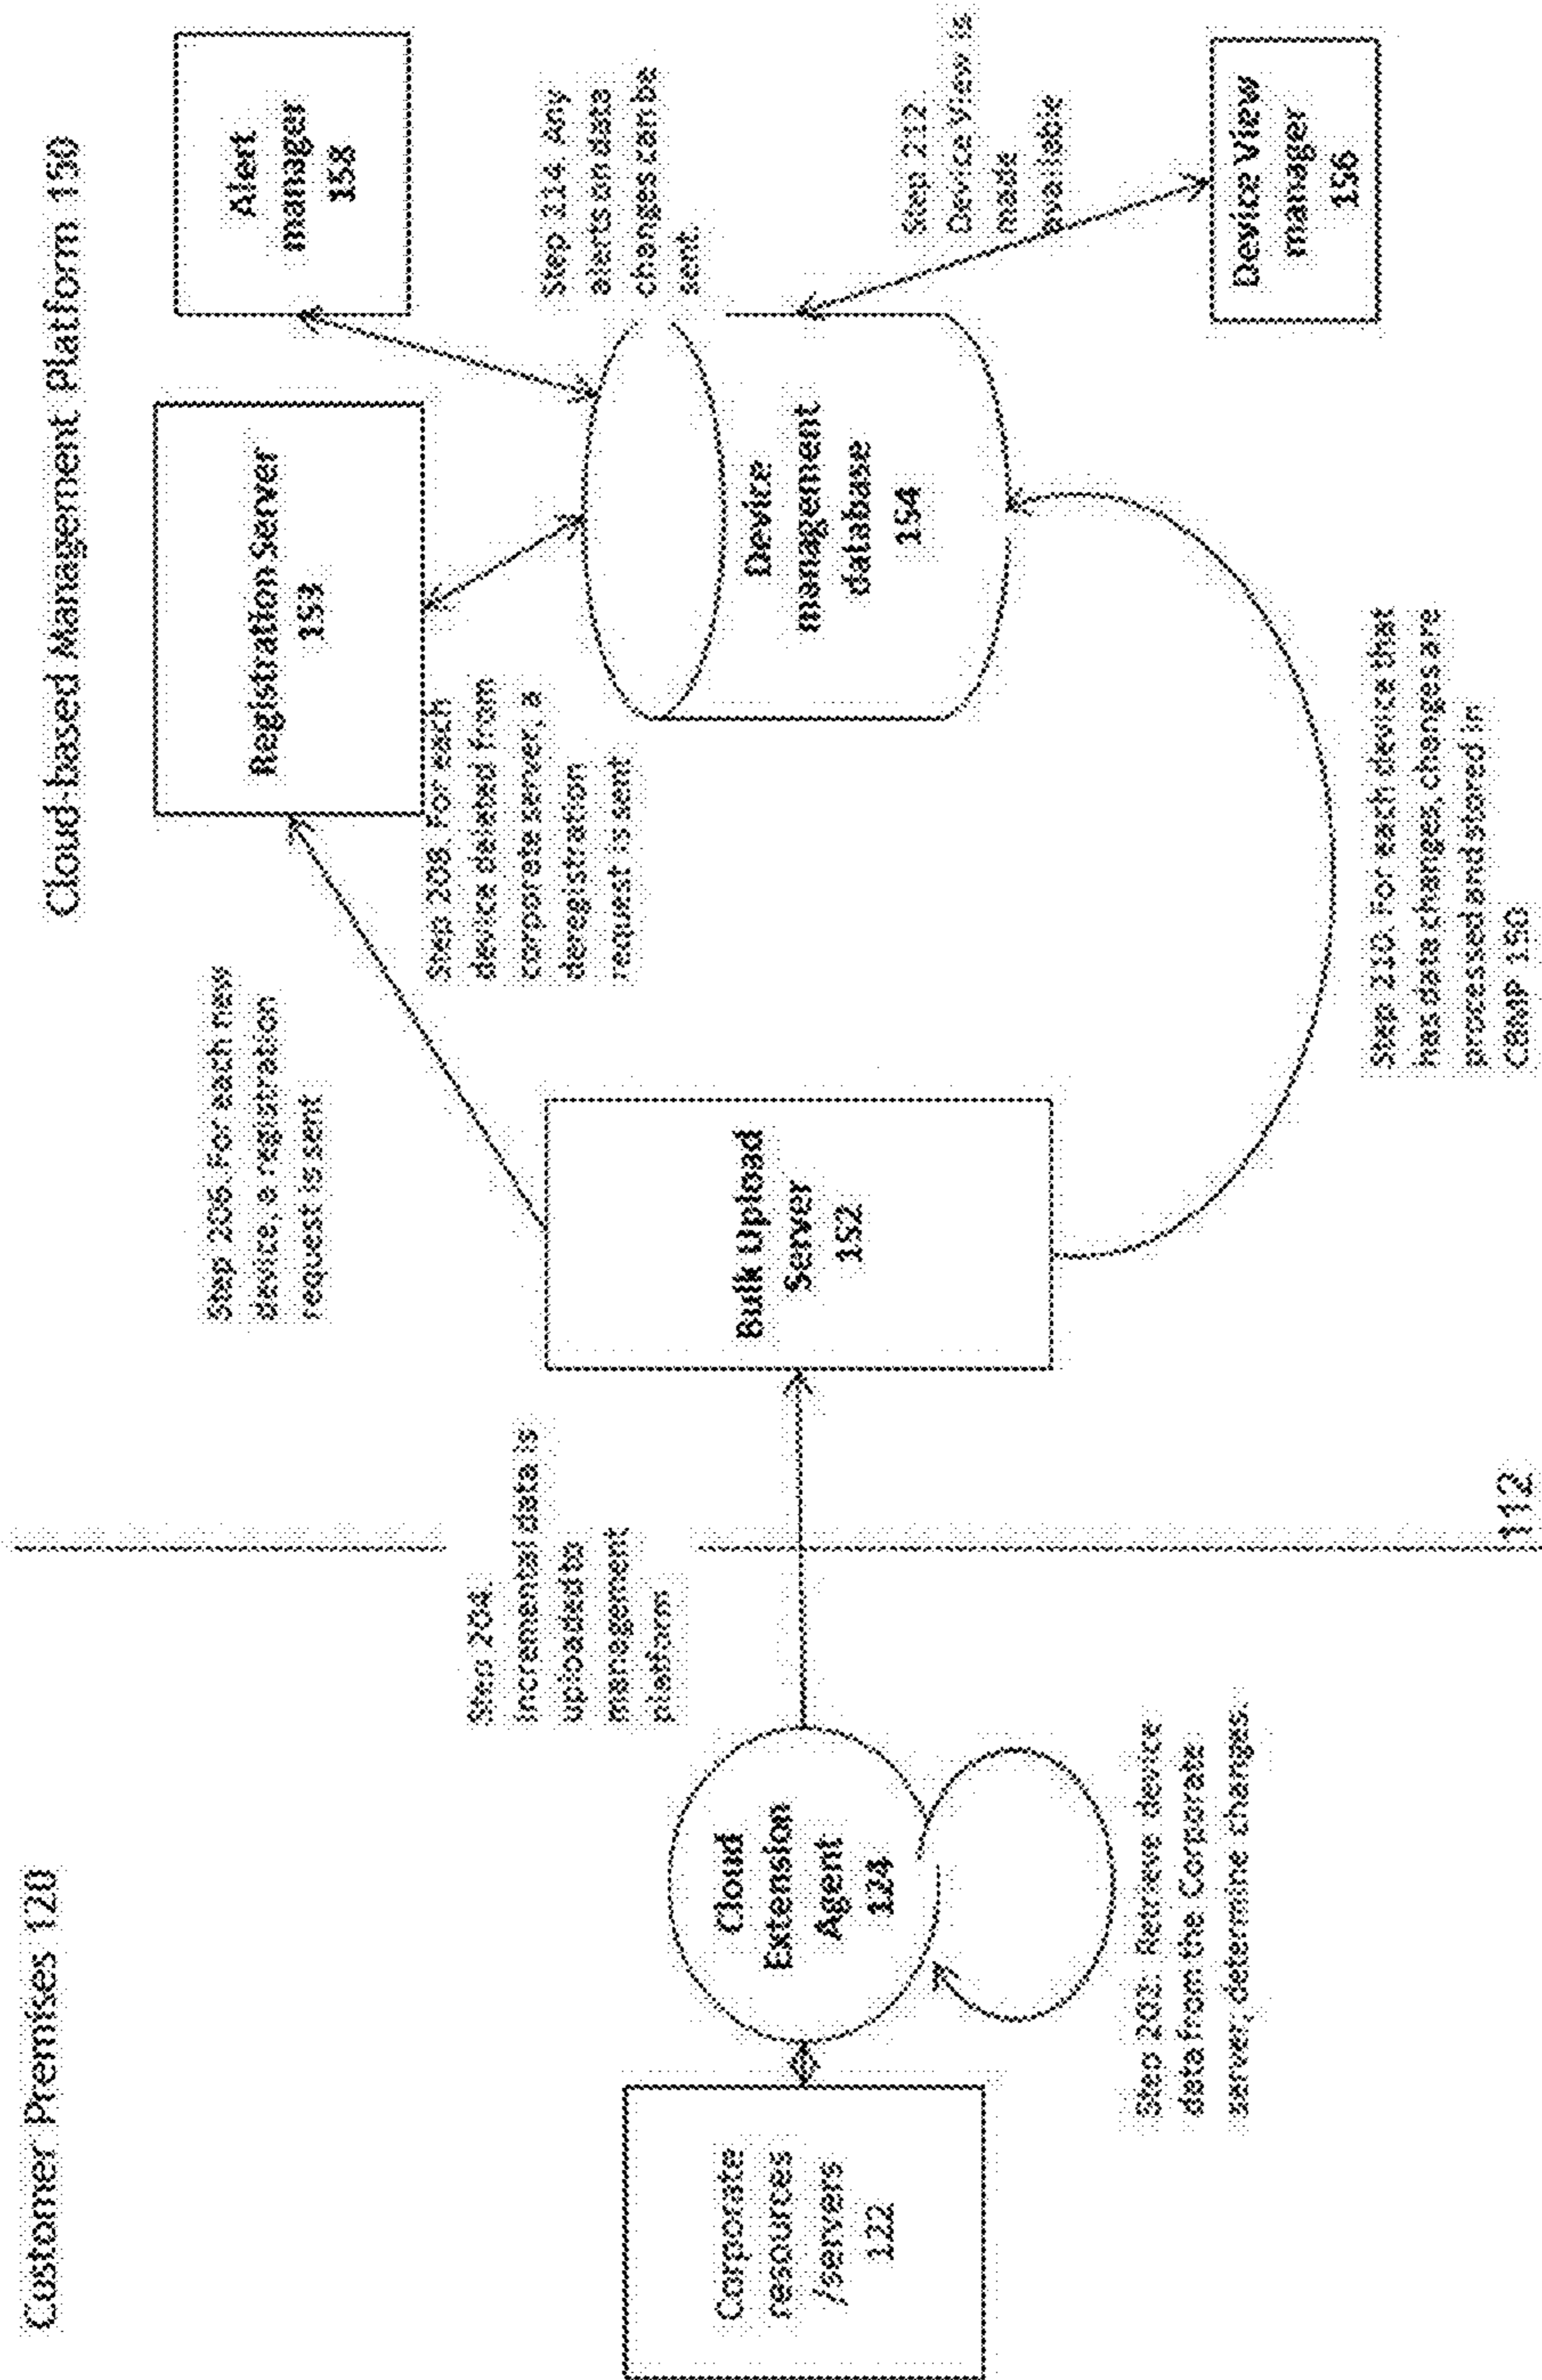 Customer Premises 120
Cloud-based Management Platform 150
Corporate
resources
/servers
122
Cloud
Extension
Agent
124
Step 202. Retrieve device
data from the Corporate
server, determine changes.
Step 204.
Incremental data is
uploaded to
management
platform
112
Bulk Upload
Server
152
Step 206. For each new
device, a registration
request is sent
Registration Server
153
Step 208. For each
device deleted from
corporate server, a
deregistration
request is sent
Device
management
database
154
Step 210. For each device that
has data changes, changes are
processed and stored in
CBMP 150
Alert
manager
158
Step 214. Any
alerts on data
changes can be
sent.
Step 212.
Device View is
made
available
Device View
manager
156